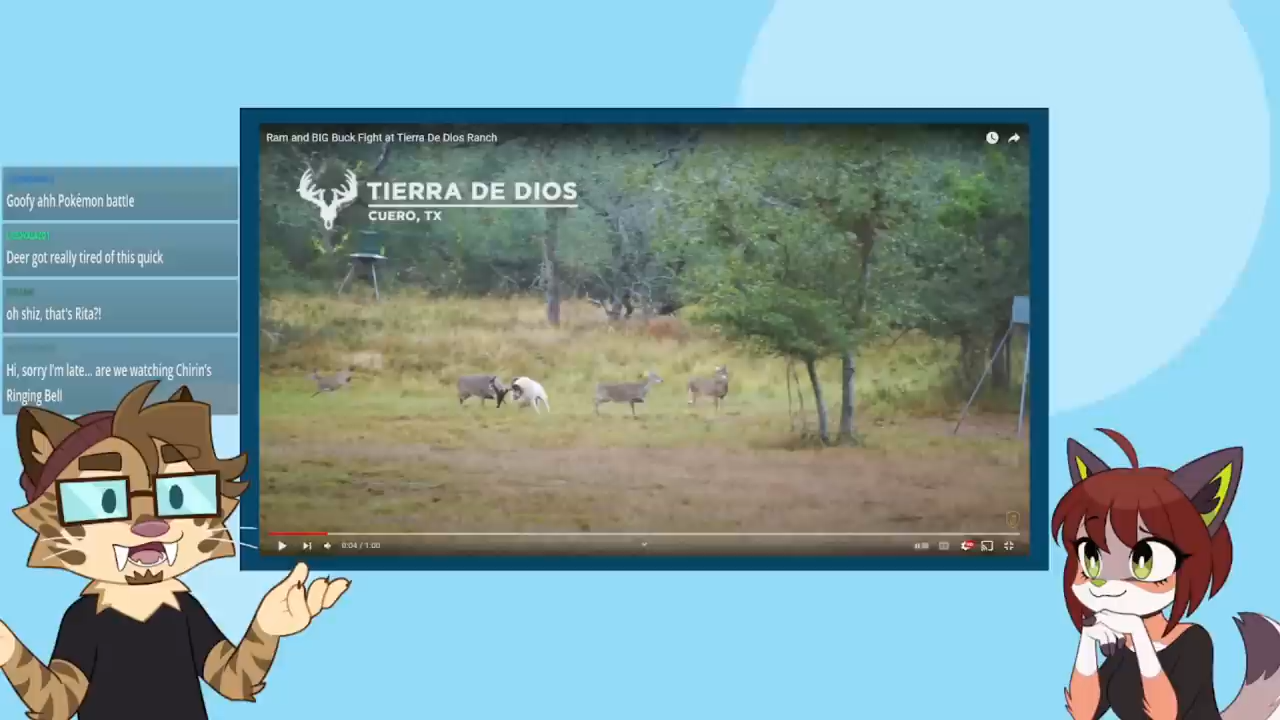 Ram and BIG Buck Fight at Tierra De Dios Ranch
TIERRA DE DIOS
CUERO, TX
Goofy ahh Pokémon battle
Deer got really tired of this quick
oh shiz, that's Rita?!
Hi, sorry I'm late... are we watching Chirin's
Ringing Bell
0:04 / 1:00